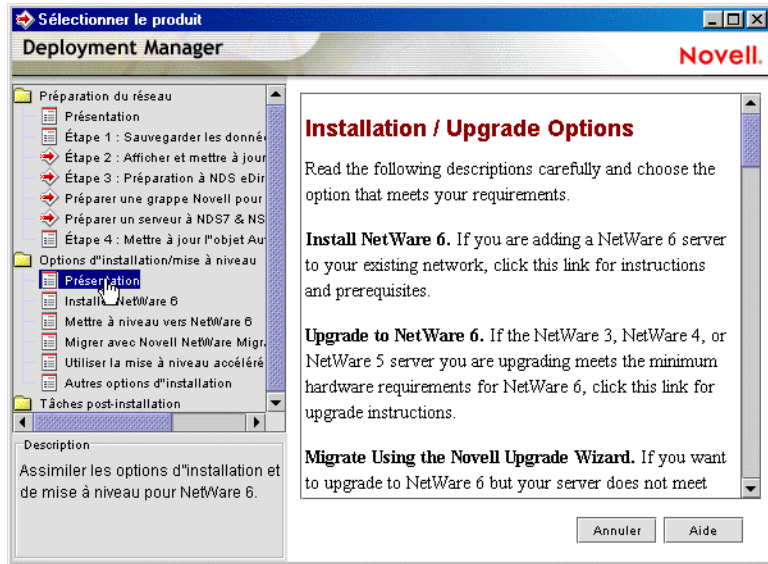 Sélectionner le produit
Deployment Manager
Novell.
Préparation du réseau
Présentation
Étape 1 : Sauvegarder les donnée
Étape 2 : Afficher et mettre à jour
Étape 3 : Préparation à NDS eDir
Préparer une grappe Novell pour
Préparer un serveur à NDS7 & NS
Étape 4 : Mettre à jour l"objet Au
Options d"installation/mise à niveau
Présentation
Installer NetWare 6
Mettre à niveau vers NetWare 6
Migrer avec Novell NetWare Migr.
Utiliser la mise à niveau accéléré
Autres options d"installation
Tâches post-installation
Description
Assimiler les options d"installation et
de mise à niveau pour NetWare 6.
Installation / Upgrade Options
Read the following descriptions carefully and choose the
option that meets your requirements.
Install NetWare 6. If you are adding a NetWare 6 server
to your existing network, click this link for instructions
and prerequisites.
Upgrade to NetWare 6. If the NetWare 3, NetWare 4, or
NetWare 5 server you are upgrading meets the minimum
hardware requirements for NetWare 6, click this link for
upgrade instructions.
Migrate Using the Novell Upgrade Wizard. If you want
to upgrade to NetWare 6 but your server does not meet
Annuler
Aide